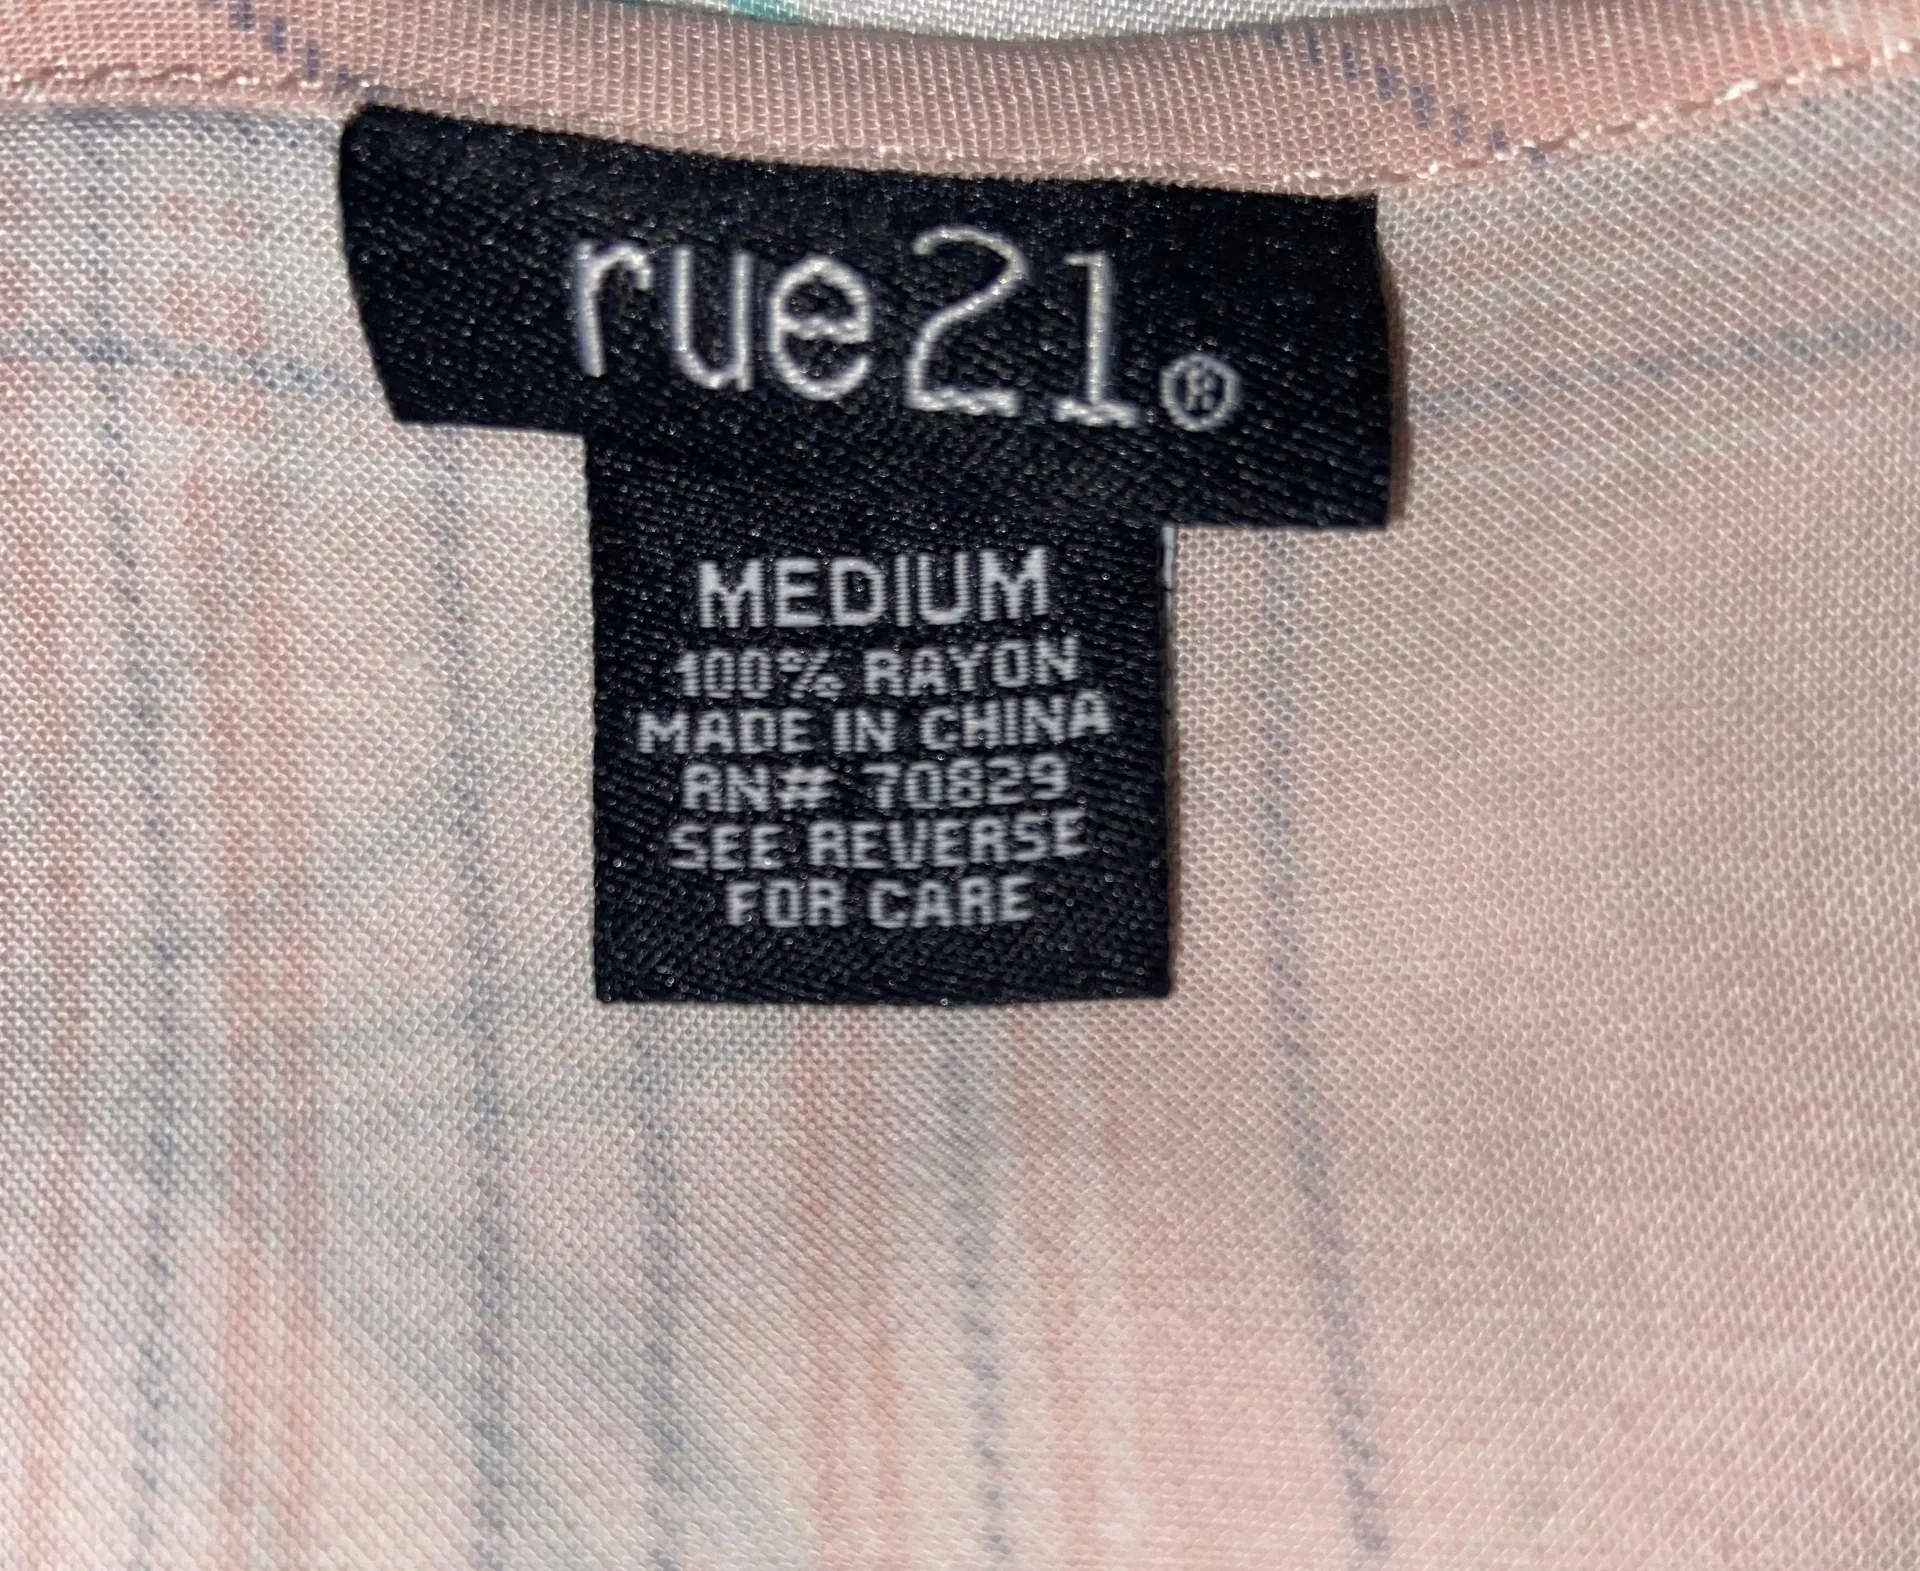 rue21®
MEDIUM
100% RAYON
MADE IN CHINA
RN# 70829
SEE REVERSE
FOR CARE